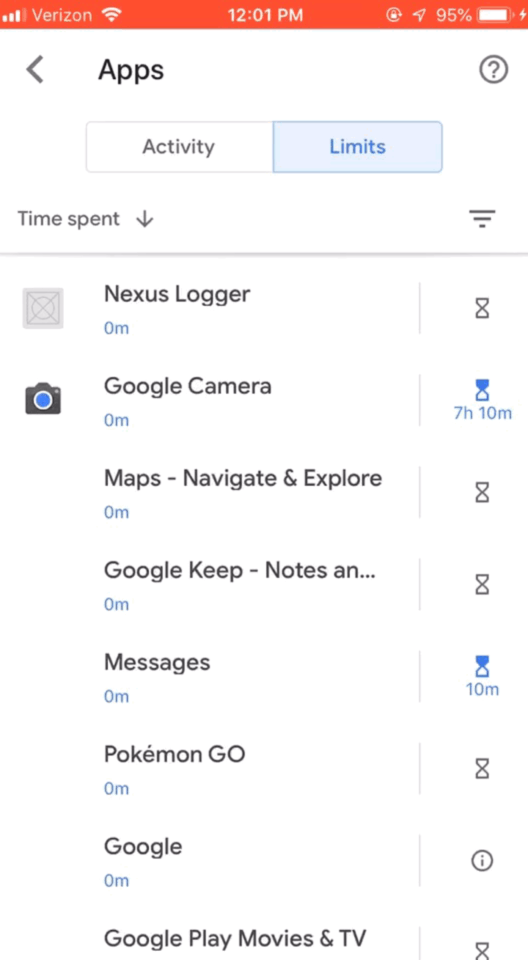 Verizon 12:01 PM 95%
Apps
Activity Limits
Time spent
Nexus Logger
0m
Google Camera
0m
7h 10m
Maps - Navigate & Explore
0m
Google Keep - Notes an...
0m
Messages
0m
10m
Pokémon GO
0m
Google
0m
Google Play Movies & TV